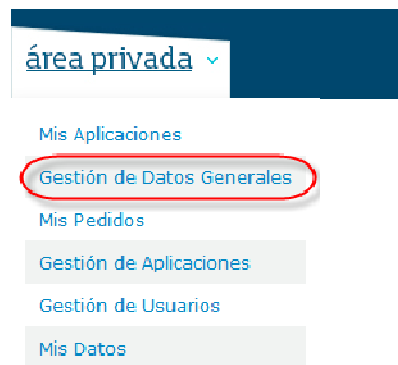 área privada
Mis Aplicaciones
Gestión de Datos Generales
Mis Pedidos
Gestión de Aplicaciones
Gestión de Usuarios
Mis Datos